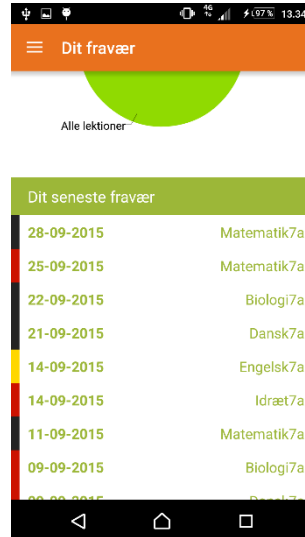 4G 97% 13.34
Dit fravær
Alle lektioner
Dit seneste fravær
28-09-2015 Matematik7a
25-09-2015 Matematik7a
22-09-2015 Biologi7a
21-09-2015 Dansk7a
14-09-2015 Engelsk7a
14-09-2015 Idræt7a
11-09-2015 Matematik7a
09-09-2015 Biologi7a